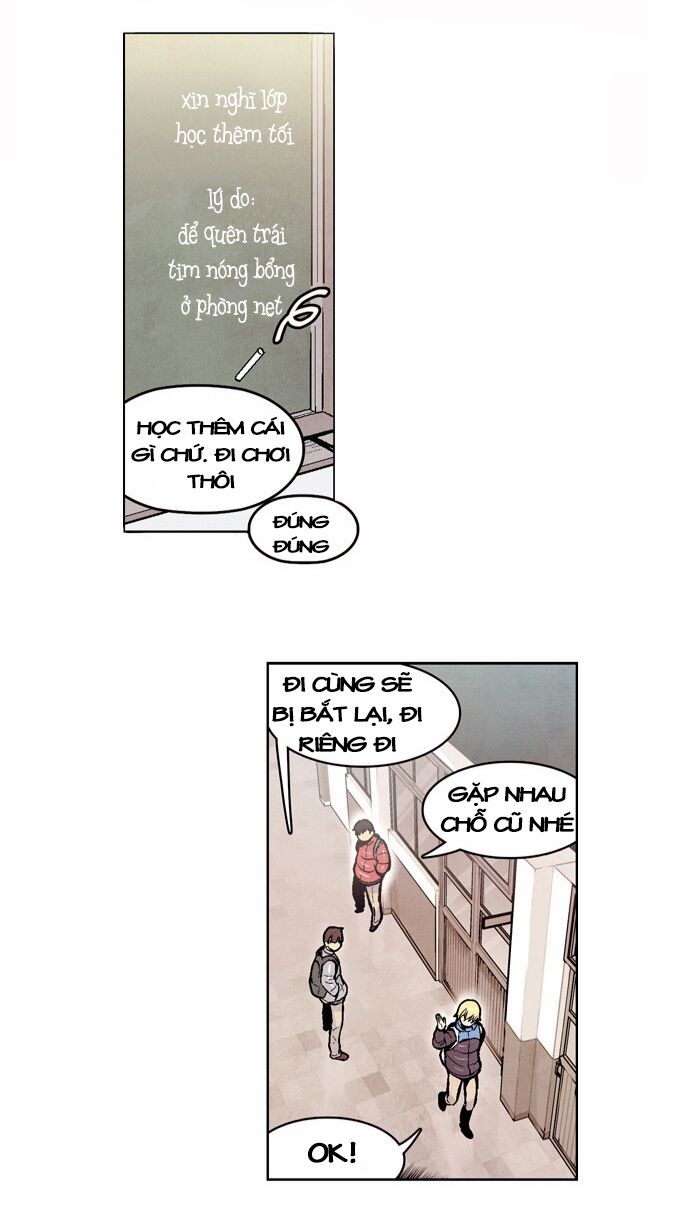 xin nghĩ lớp
học thêm tối
lý do:
để quên trái
tim nóng bổng
ở phòng net
HỌC THÊM CÁI
GÌ CHỨ. ĐI CHƠI
THÔI
ĐÚNG
ĐÚNG
ĐI CÙNG SẼ
BỊ BẮT LẠI, ĐI
RIÊNG ĐI
GẶP NHAU
CHỖ CŨ NHÉ
OK!